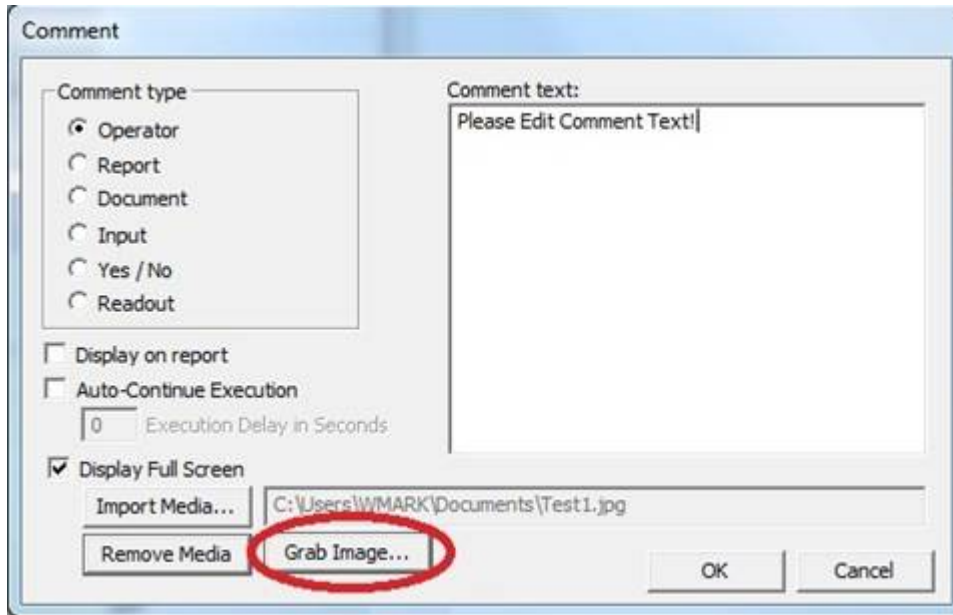 Comment
Comment type
Operator
Report
Document
Input
Yes / No
Readout
Comment text:
Please Edit Comment Text!
Display on report
Auto-Continue Execution
0 Execution Delay in Seconds
Display Full Screen
Import Media... C:\Users\WMARK\Documents\Test1.jpg
Remove Media Grab Image...
OK Cancel